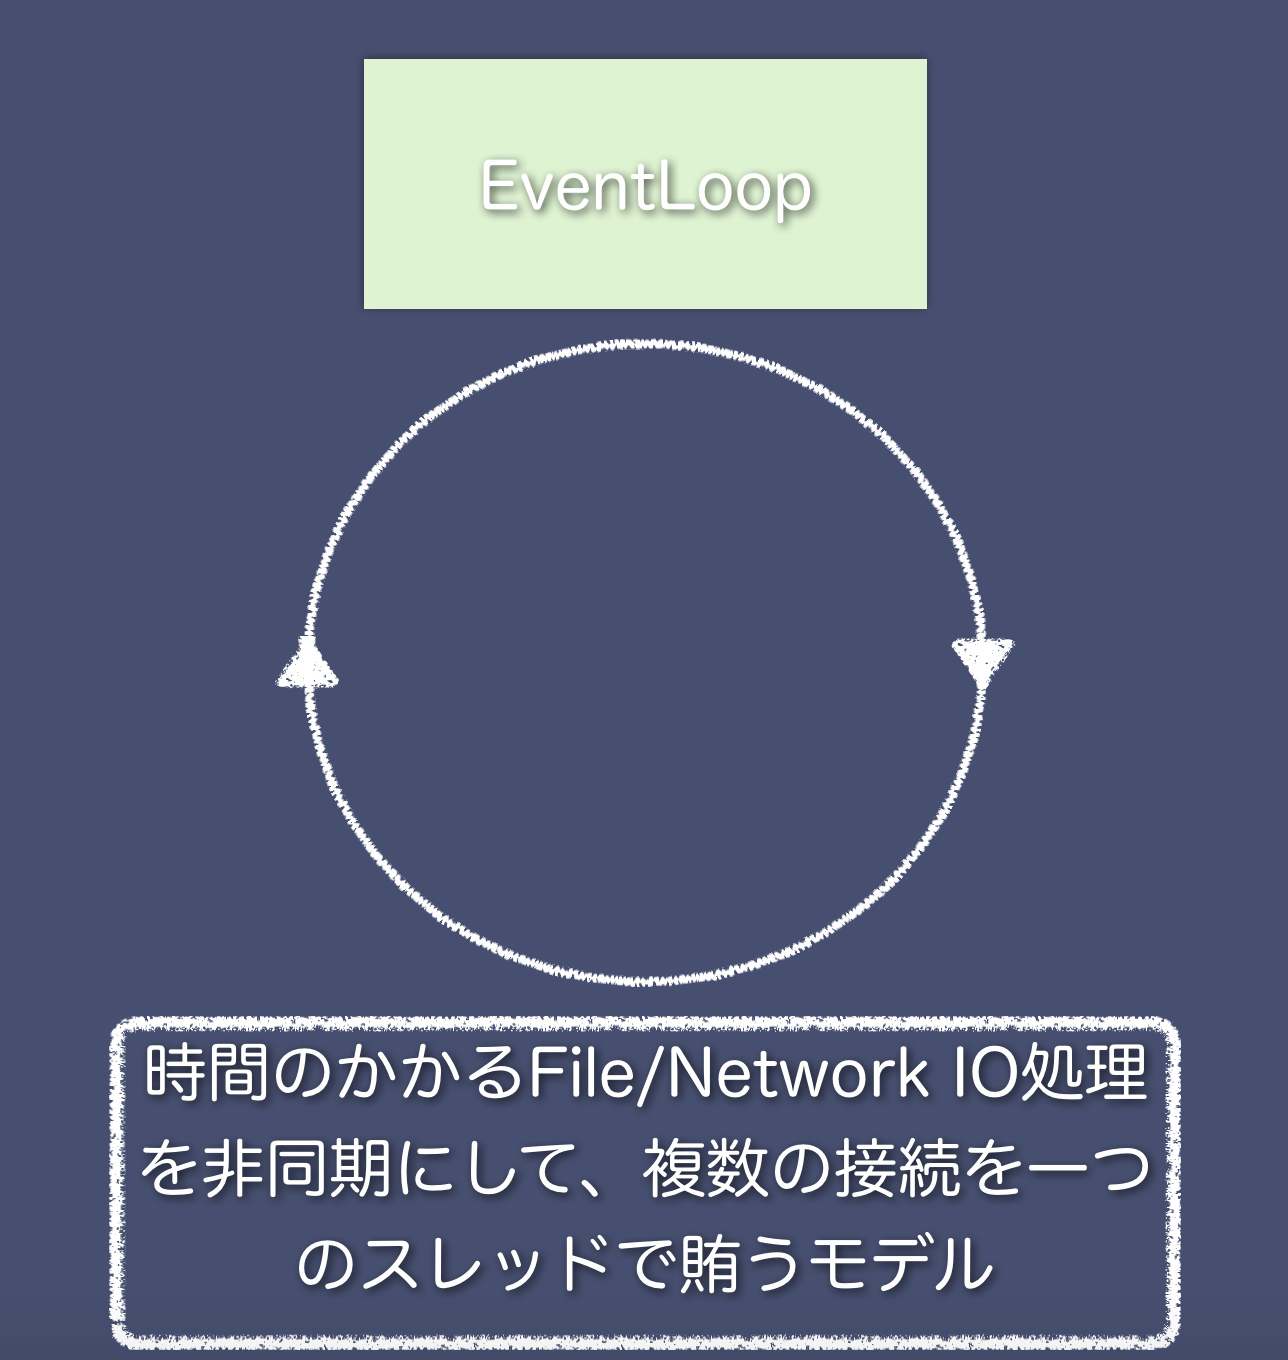 EventLoop
時間のかかるFile/Network IO処理
を非同期にして、複数の接続を一つ
のスレッドで賄うモデル